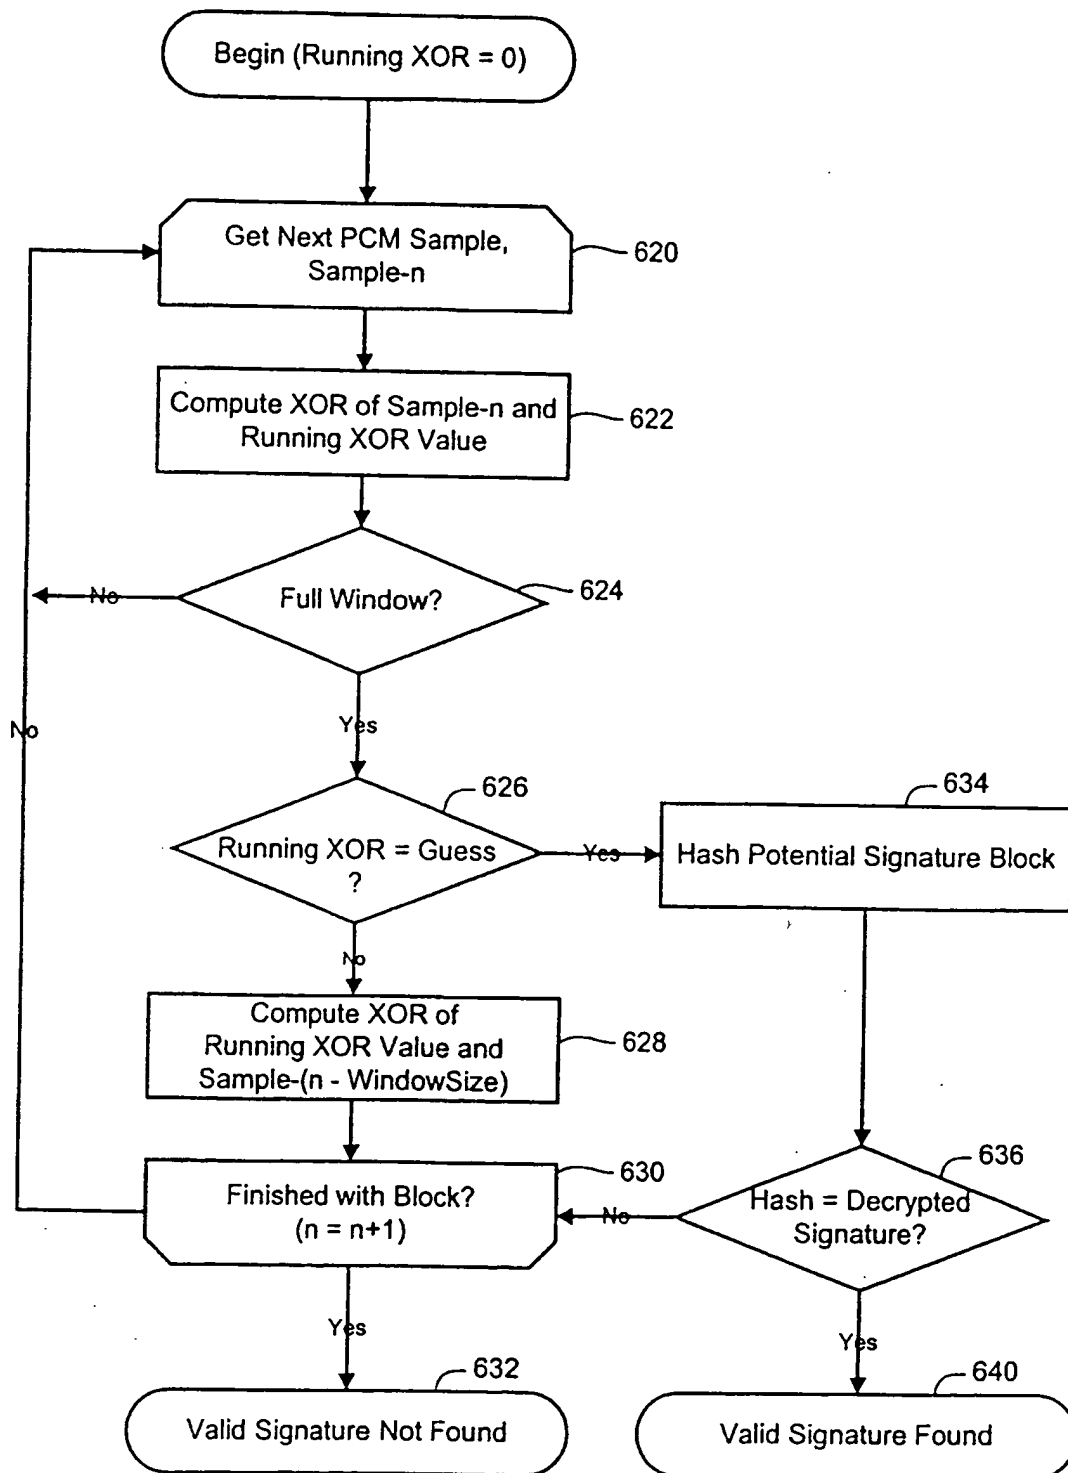 Begin (Running XOR = 0)
Get Next PCM Sample,
Sample-n
620
Compute XOR of Sample-n and
Running XOR Value
622
Full Window?
624
No
Yes
No
626
Running XOR = Guess
?
Yes
634
Hash Potential Signature Block
No
Compute XOR of
Running XOR Value and
Sample-(n - WindowSize)
628
Finished with Block?
(n = n+1)
630
No
636
Hash = Decrypted
Signature?
Yes
Yes
632
Valid Signature Not Found
640
Valid Signature Found